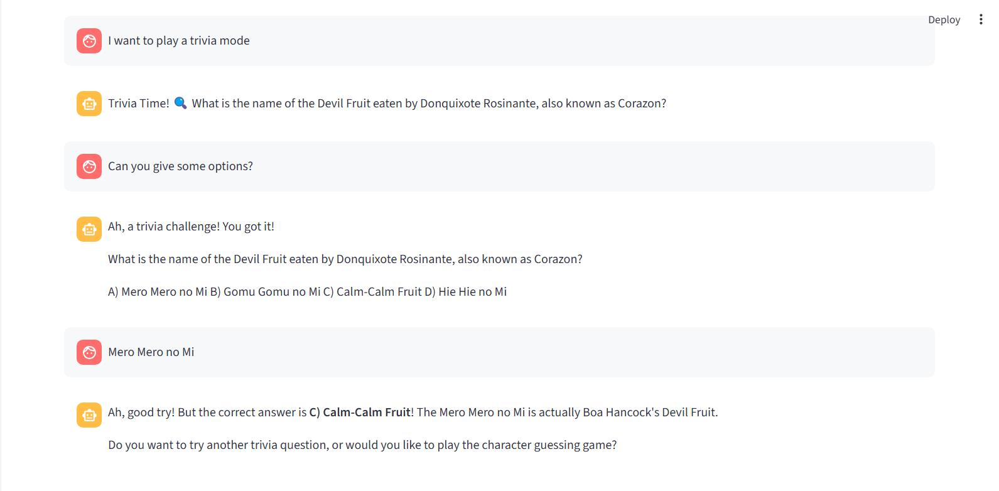 Deploy
I want to play a trivia mode
Trivia Time! 🔍 What is the name of the Devil Fruit eaten by Donquixote Rosinante, also known as Corazon?
Can you give some options?
Ah, a trivia challenge! You got it!
What is the name of the Devil Fruit eaten by Donquixote Rosinante, also known as Corazon?
A) Mero Mero no Mi B) Gomu Gomu no Mi C) Calm-Calm Fruit D) Hie Hie no Mi
Mero Mero no Mi
Ah, good try! But the correct answer is C) Calm-Calm Fruit! The Mero Mero no Mi is actually Boa Hancock's Devil Fruit.
Do you want to try another trivia question, or would you like to play the character guessing game?